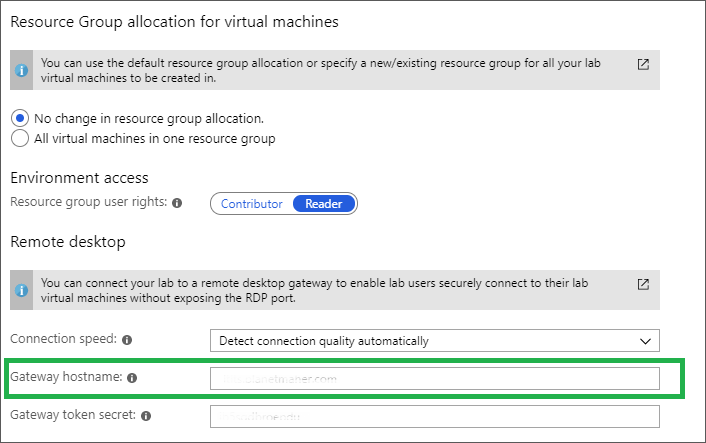 Resource Group allocation for virtual machines
You can use the default resource group allocation or specify a new/existing resource group for all your lab
virtual machines to be created in.
No change in resource group allocation.
All virtual machines in one resource group
Environment access
Resource group user rights:
Contributor Reader
Remote desktop
You can connect your lab to a remote desktop gateway to enable lab users securely connect to their lab
virtual machines without exposing the RDP port.
Connection speed: Detect connection quality automatically
Gateway hostname:
Gateway token secret: